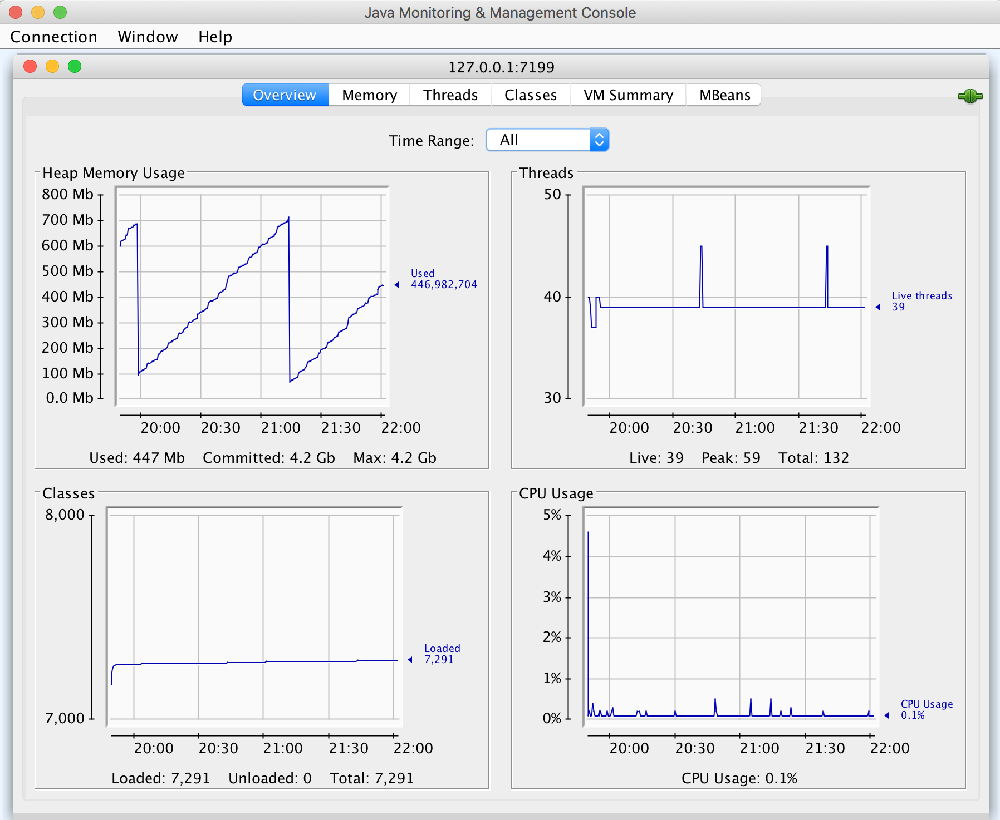 Java Monitoring & Management Console
Connection Window Help
127.0.0.1:7199
Overview Memory Threads Classes VM Summary MBeans
Time Range: All
Heap Memory Usage
800 Mb
700 Mb
600 Mb
500 Mb
400 Mb
300 Mb
200 Mb
100 Mb
0.0 Mb
Used
446,982,704
20:00 20:30 21:00 21:30 22:00
Used: 447 Mb Committed: 4.2 Gb Max: 4.2 Gb
Threads
50
40
30
Live threads
39
20:00 20:30 21:00 21:30 22:00
Live: 39 Peak: 59 Total: 132
Classes
8,000
7,000
Loaded
7,291
20:00 20:30 21:00 21:30 22:00
Loaded: 7,291 Unloaded: 0 Total: 7,291
CPU Usage
5%
4%
3%
2%
1%
0%
CPU Usage
0.1%
20:00 20:30 21:00 21:30 22:00
CPU Usage: 0.1%